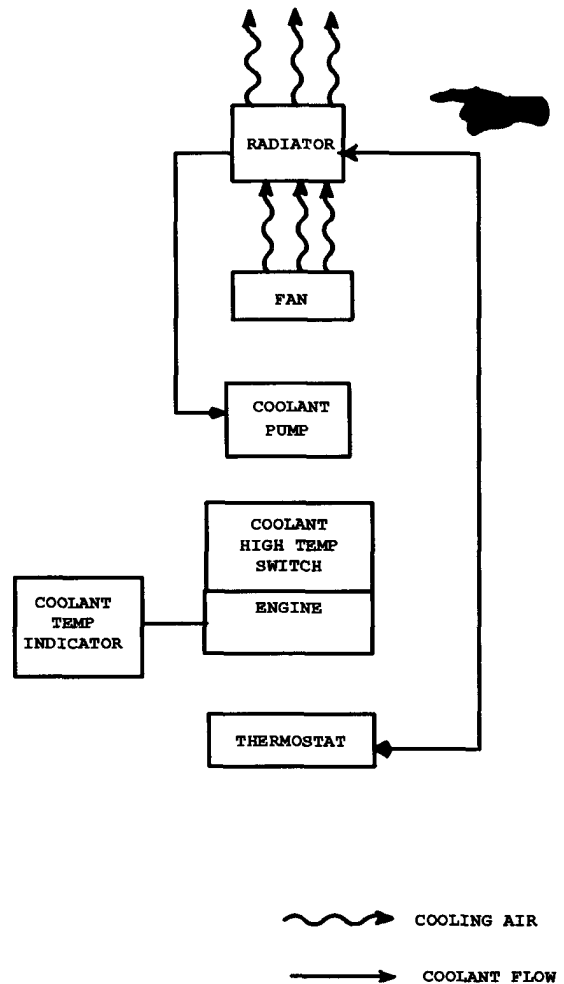 RADIATOR
FAN
COOLANT
PUMP
COOLANT
HIGH TEMP
SWITCH
ENGINE
COOLANT
TEMP
INDICATOR
THERMOSTAT
COOLING AIR
COOLANT FLOW